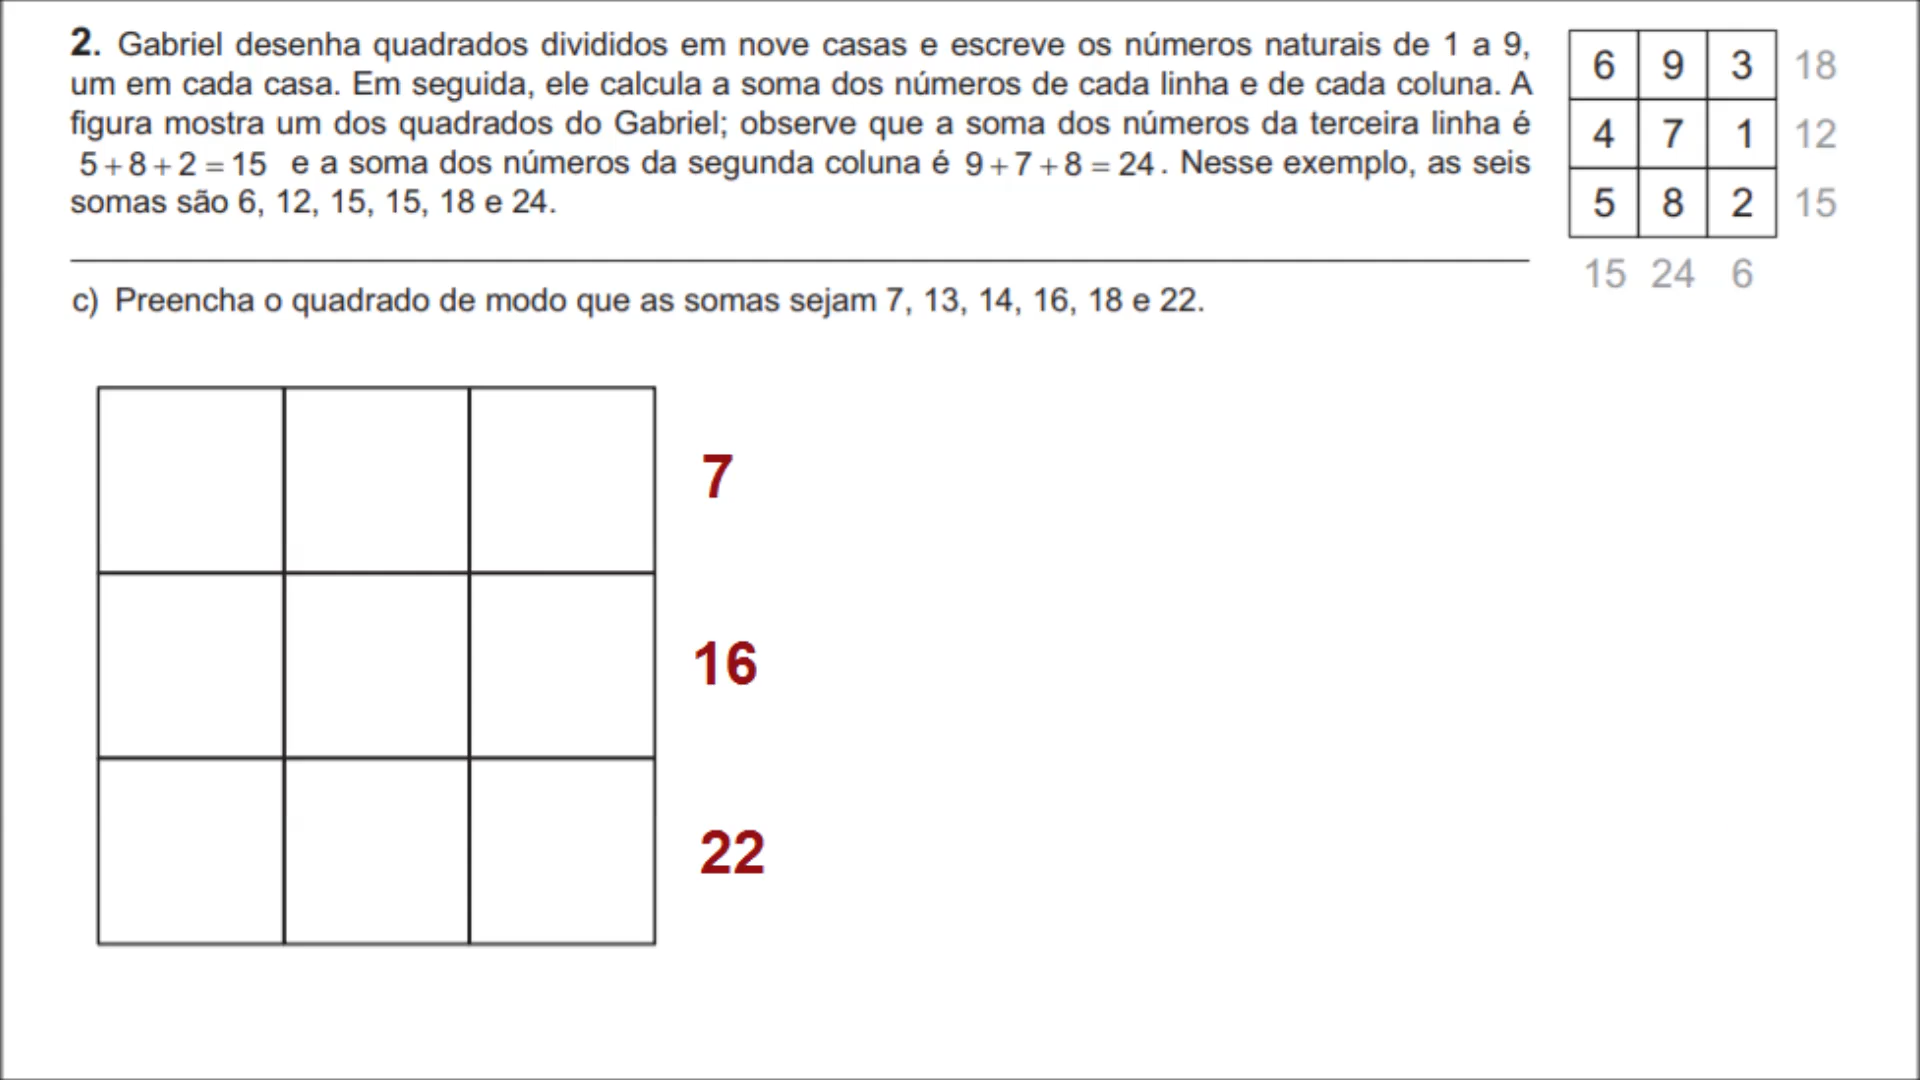 2. Gabriel desenha quadrados divididos em nove casas e escreve os números naturais de 1 a 9,
um em cada casa. Em seguida, ele calcula a soma dos números de cada linha e de cada coluna. A
figura mostra um dos quadrados do Gabriel; observe que a soma dos números da terceira linha é
5 + 8 + 2 = 15 e a soma dos números da segunda coluna é 9 + 7 + 8 = 24. Nesse exemplo, as seis
somas são 6, 12, 15, 15, 18 e 24.
6 9 3 18
4 7 1 12
5 8 2 15
15 24 6
c) Preencha o quadrado de modo que as somas sejam 7, 13, 14, 16, 18 e 22.
7
16
22